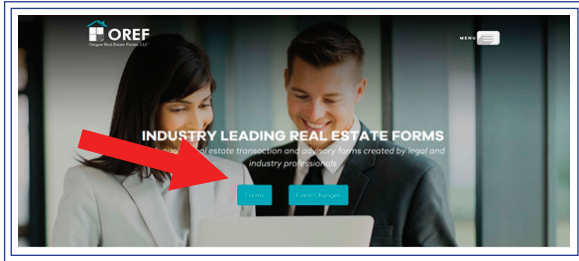 OREF
Oregon Real Estate Forms, LLC
MENU
INDUSTRY LEADING REAL ESTATE FORMS
real estate transaction and advisory forms created by legal and
industry professionals
Forms
Form Changes